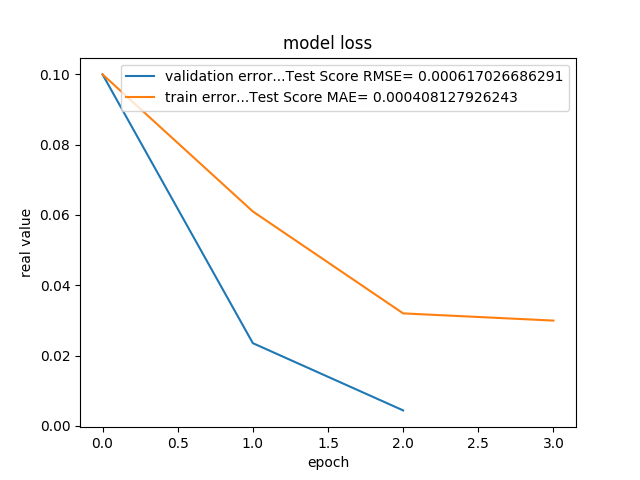 model loss
validation error...Test Score RMSE= 0.000617026686291
train error...Test Score MAE= 0.000408127926243
0.10
0.08
0.06
0.04
0.02
0.00
real value
0.0 0.5 1.0 1.5 2.0 2.5 3.0
epoch